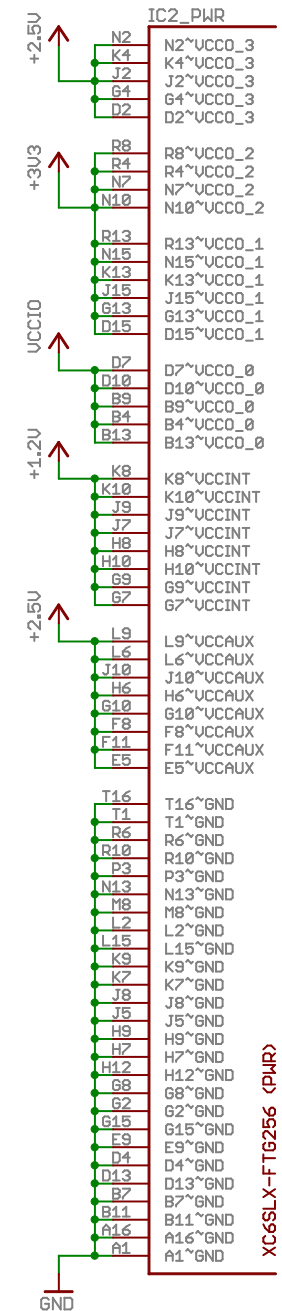 IC2_PWR
+2.5V
N2 N2~VCCO_3
K4 K4~VCCO_3
J2 J2~VCCO_3
G4 G4~VCCO_3
D2 D2~VCCO_3
+3V3
R8 R8~VCCO_2
R4 R4~VCCO_2
N7 N7~VCCO_2
N10 N10~VCCO_2
R13 R13~VCCO_1
N15 N15~VCCO_1
K13 K13~VCCO_1
J15 J15~VCCO_1
G13 G13~VCCO_1
D15 D15~VCCO_1
VCCIO
D7 D7~VCCO_0
D10 D10~VCCO_0
B9 B9~VCCO_0
B4 B4~VCCO_0
B13 B13~VCCO_0
+1.2V
K8 K8~VCCINT
K10 K10~VCCINT
J9 J9~VCCINT
J7 J7~VCCINT
H8 H8~VCCINT
H10 H10~VCCINT
G9 G9~VCCINT
G7 G7~VCCINT
+2.5V
L9 L9~VCCAUX
L6 L6~VCCAUX
J10 J10~VCCAUX
H6 H6~VCCAUX
G10 G10~VCCAUX
F8 F8~VCCAUX
F11 F11~VCCAUX
E5 E5~VCCAUX
T16 T16~GND
T1 T1~GND
R6 R6~GND
R10 R10~GND
P3 P3~GND
N13 N13~GND
M8 M8~GND
L2 L2~GND
L15 L15~GND
K9 K9~GND
K7 K7~GND
J8 J8~GND
J5 J5~GND
H9 H9~GND
H7 H7~GND
H12 H12~GND
G8 G8~GND
G2 G2~GND
G15 G15~GND
E9 E9~GND
D4 D4~GND
D13 D13~GND
B7 B7~GND
B11 B11~GND
A16 A16~GND
A1 A1~GND
XC6SLX-FTG256 (PWR)
GND